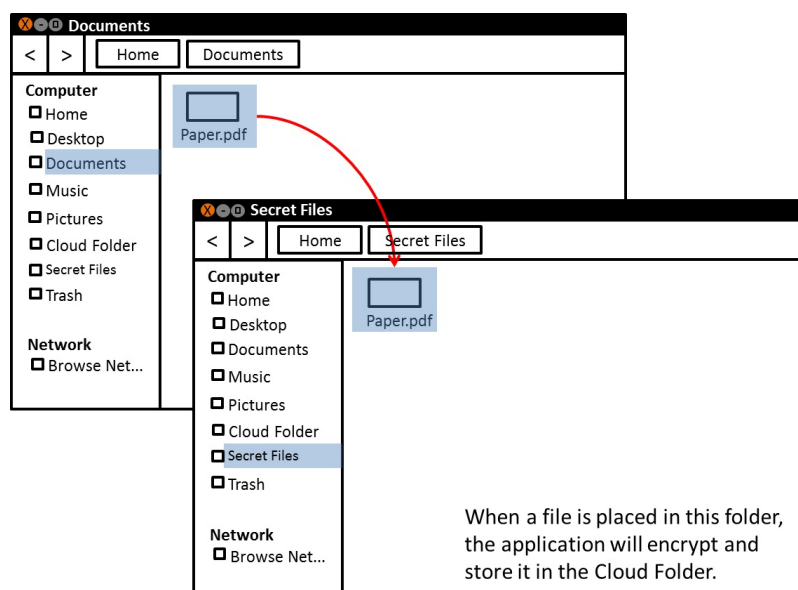 X - Documents
< > Home Documents
Computer
Home
Desktop
Documents
Music
Pictures
Cloud Folder
Secret Files
Trash
Network
Browse Net...
Paper.pdf
X - Secret Files
< > Home Secret Files
Computer
Home
Desktop
Documents
Music
Pictures
Cloud Folder
Secret Files
Trash
Network
Browse Net...
Paper.pdf
When a file is placed in this folder,
the application will encrypt and
store it in the Cloud Folder.